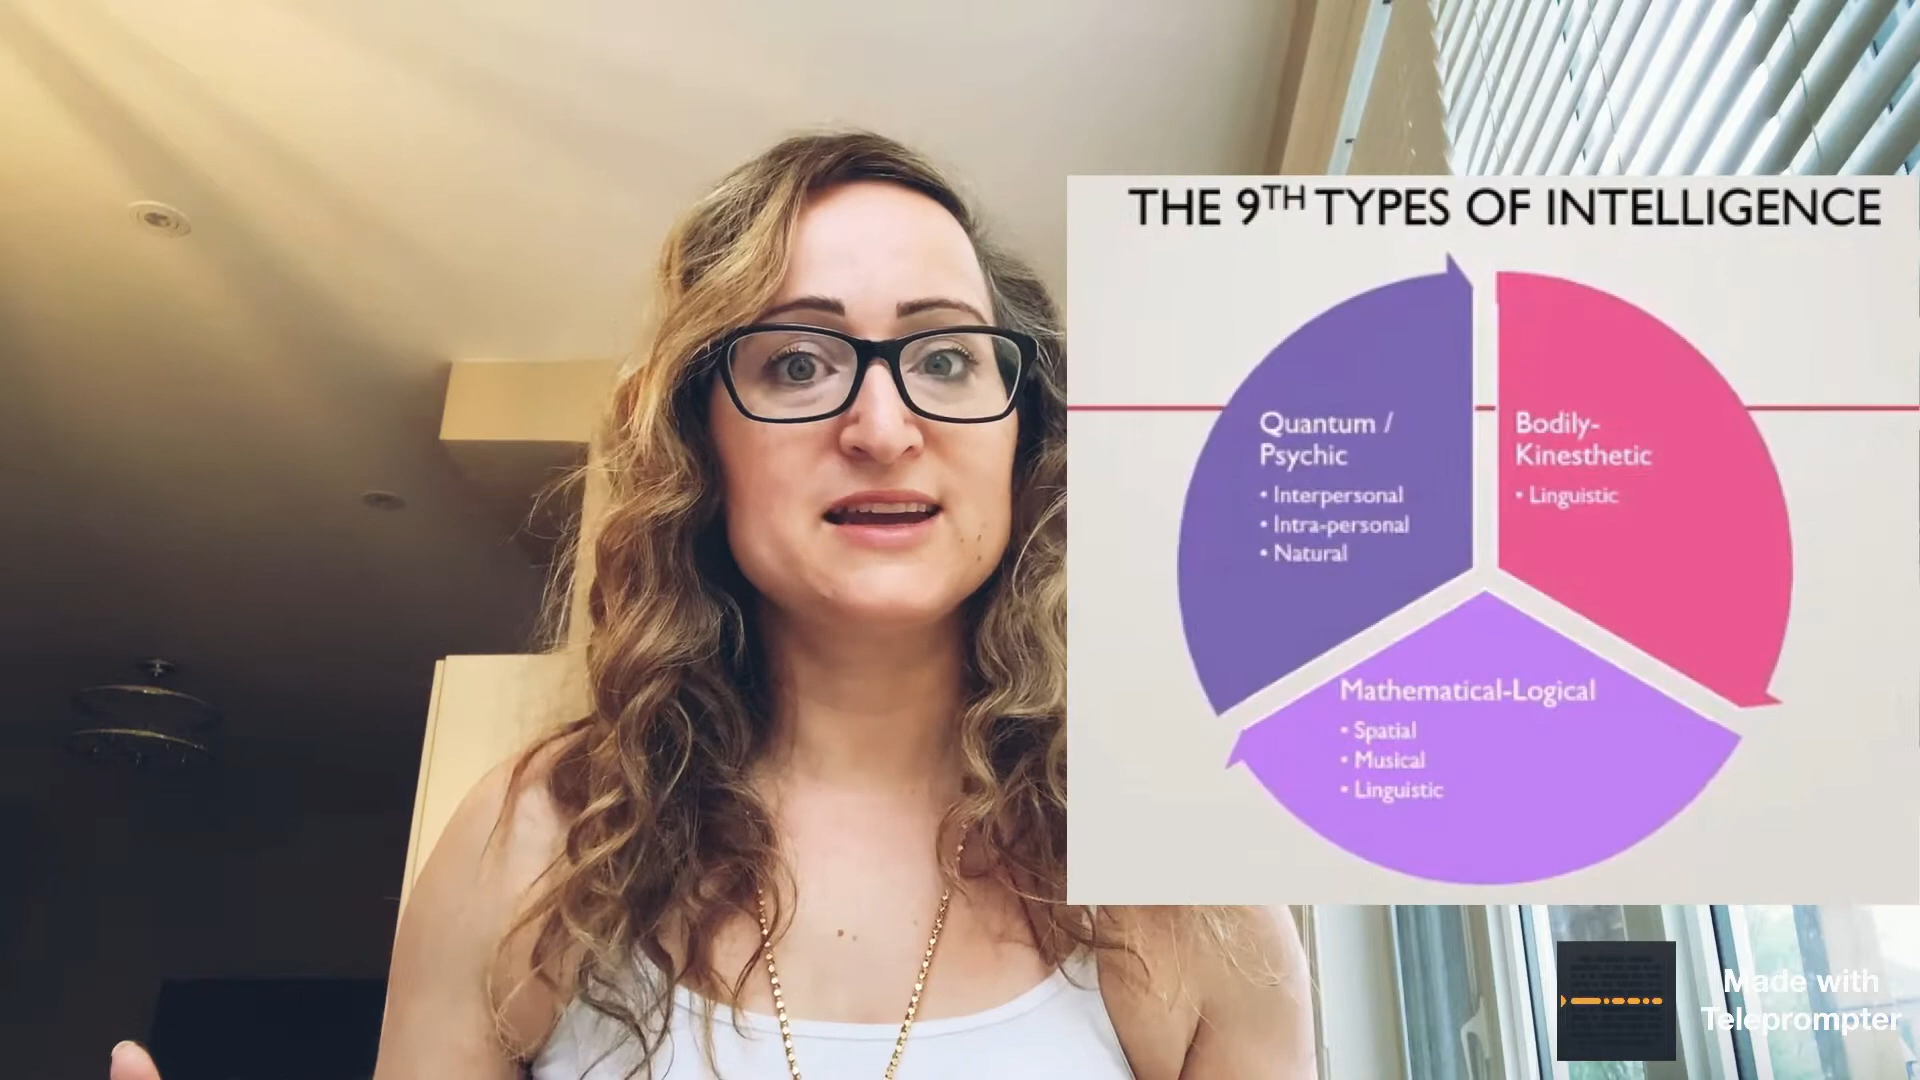 THE 9TH TYPES OF INTELLIGENCE
Quantum /
Psychic
• Interpersonal
• Intra-personal
• Natural
Bodily-
Kinesthetic
• Linguistic
Mathematical-Logical
• Spatial
• Musical
• Linguistic
Made with
Teleprompter